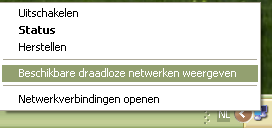 Uitschakelen
Status
Herstellen
Beschikbare draadloze netwerken weergeven
Netwerkverbindingen openen
NL